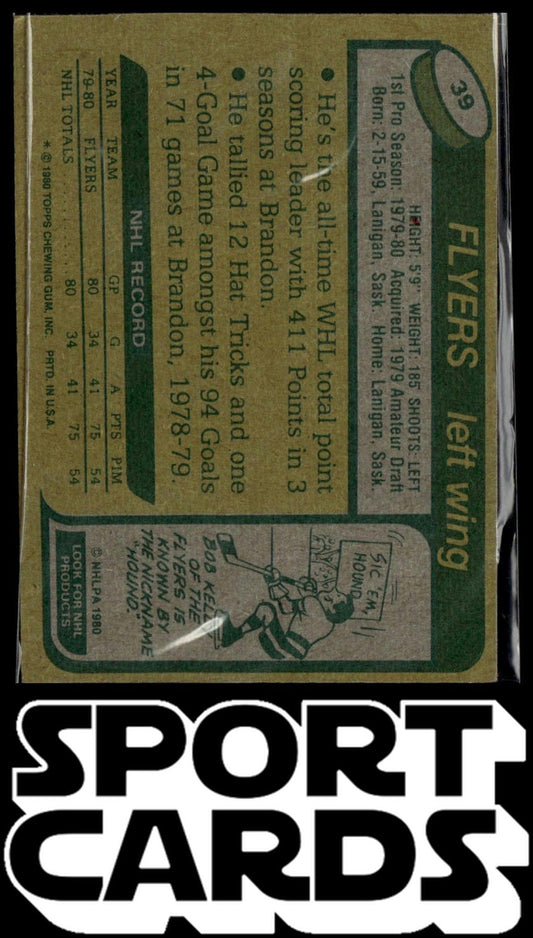 39
FLYERS left wing
HEIGHT: 5'9" WEIGHT: 185 SHOOTS: LEFT
1st Pro Season: 1979-80 Acquired: 1979 Amateur Draft
Born: 2-15-59, Lanigan, Sask. Home: Lanigan, Sask.
• He's the all-time WHL total point
scoring leader with 411 Points in 3
seasons at Brandon.
• He tallied 12 Hat Tricks and one
4-Goal Game amongst his 94 Goals
in 71 games at Brandon, 1978-79.
NHL RECORD
YEAR TEAM GP G A PTS PIM
79-80 FLYERS 80 34 41 75 54
NHL TOTALS 80 34 41 75 54
* © 1980 TOPPS CHEWING GUM, INC. PRTD. IN U.S.A.
SIC 'EM,
HOUND
BOB KELLY
OF THE
FLYERS IS
KNOWN BY
THE NICKNAME
"HOUND."
© NHLPA 1980
LOOK FOR NHL
PRODUCTS
SPORT
CARDS